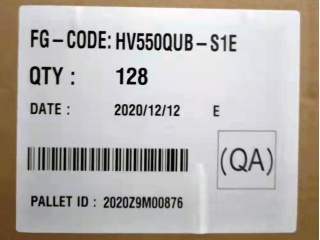 FG-CODE: HV550QUB-S1E
QTY : 128
DATE : 2020/12/12 E
(QA)
PALLET ID : 2020Z9M00876